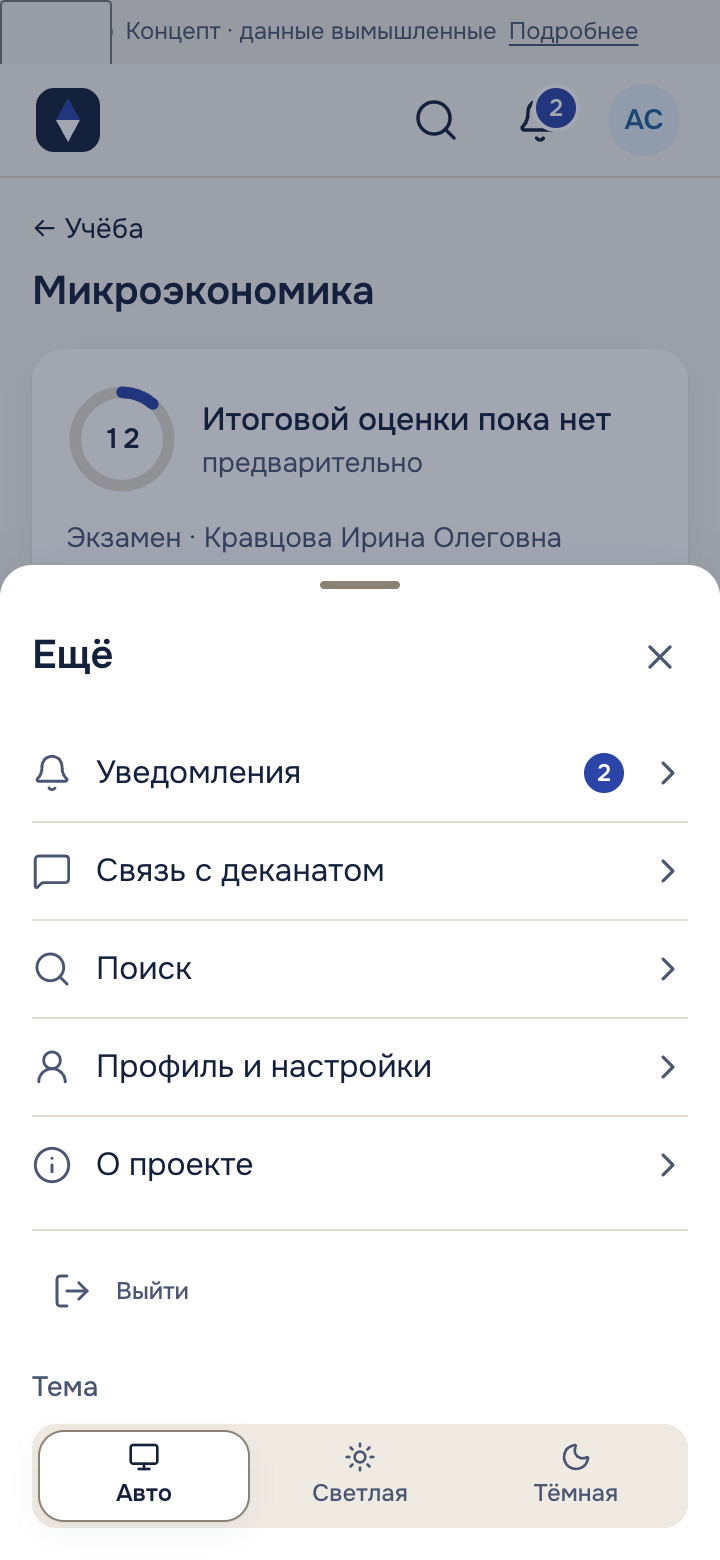 Концепт · данные вымышленные Подробнее
2
АС
← Учёба
Микроэкономика
12
Итоговой оценки пока нет
предварительно
Экзамен · Кравцова Ирина Олеговна
Ещё
Уведомления 2
Связь с деканатом
Поиск
Профиль и настройки
О проекте
Выйти
Тема
Авто Светлая Тёмная